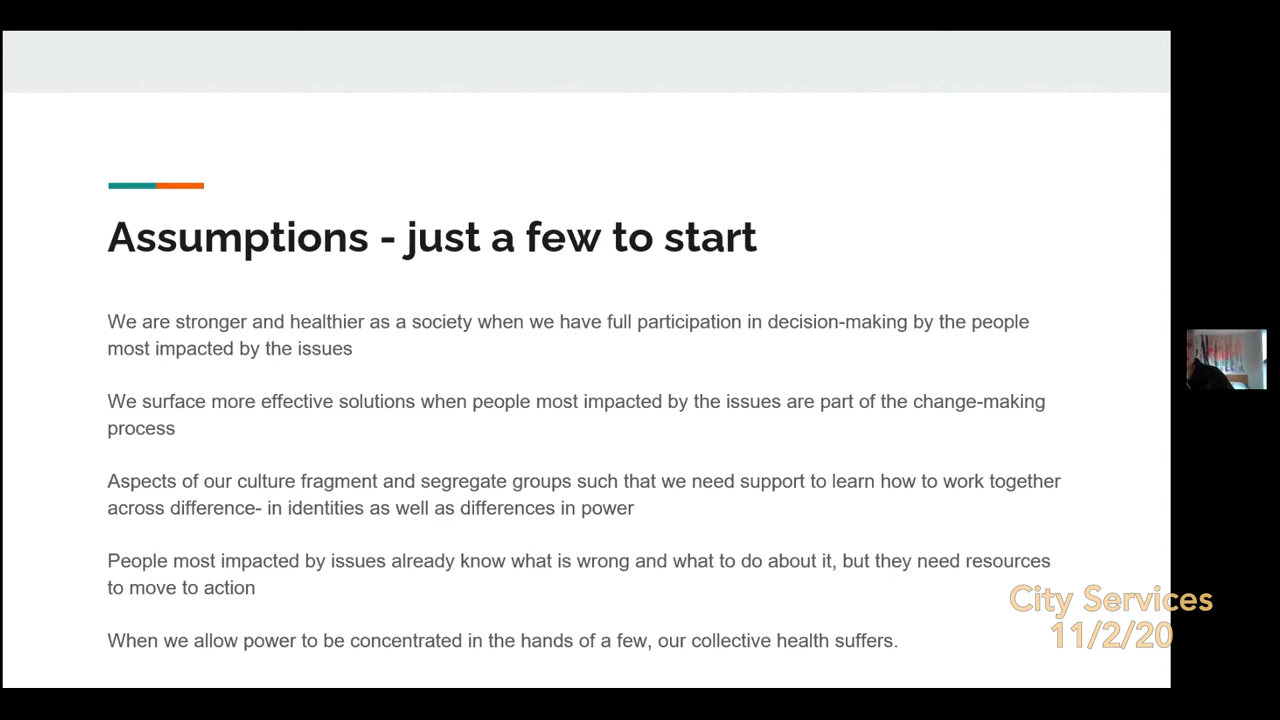 Assumptions - just a few to start
We are stronger and healthier as a society when we have full participation in decision-making by the people
most impacted by the issues
We surface more effective solutions when people most impacted by the issues are part of the change-making
process
Aspects of our culture fragment and segregate groups such that we need support to learn how to work together
across difference- in identities as well as differences in power
People most impacted by issues already know what is wrong and what to do about it, but they need resources
to move to action
When we allow power to be concentrated in the hands of a few, our collective health suffers.
City Services
11/2/20